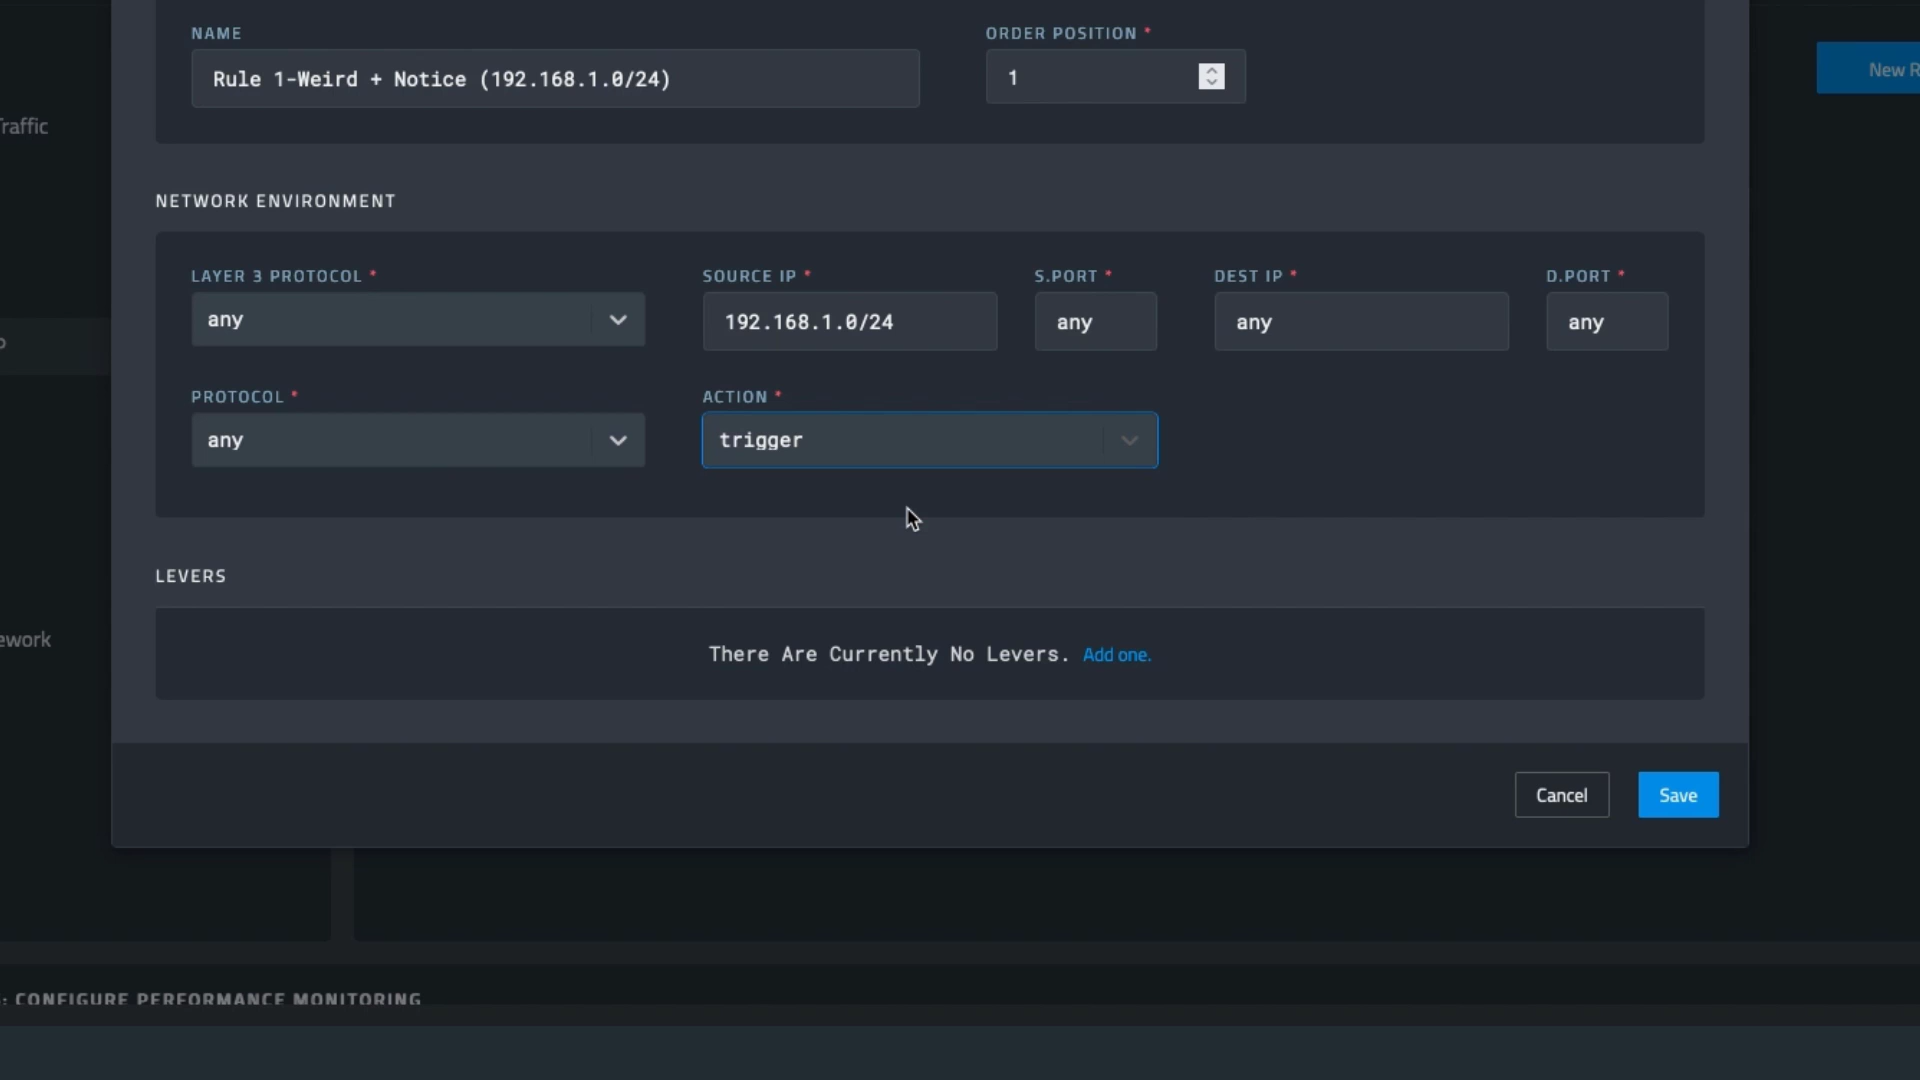 NAME
ORDER POSITION *
Rule 1-Weird + Notice (192.168.1.0/24)
1
New R
Traffic
NETWORK ENVIRONMENT
LAYER 3 PROTOCOL *
SOURCE IP *
S.PORT *
DEST IP *
D.PORT *
any
192.168.1.0/24
any
any
any
PROTOCOL *
ACTION *
any
trigger
LEVERS
ework
There Are Currently No Levers. Add one.
Cancel
Save
: CONFIGURE PERFORMANCE MONITORING